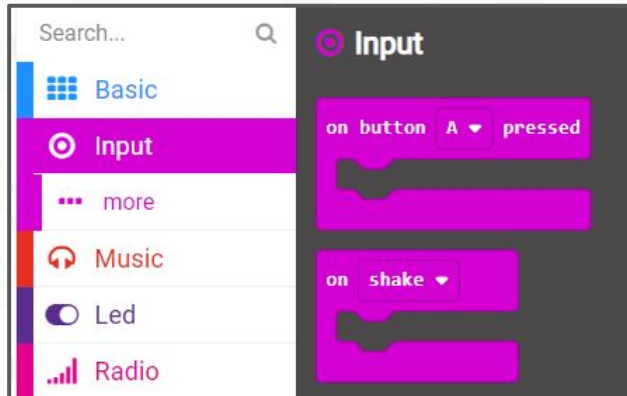 Search...
Basic
Input
more
Music
Led
Radio
Input
on button A pressed
on shake